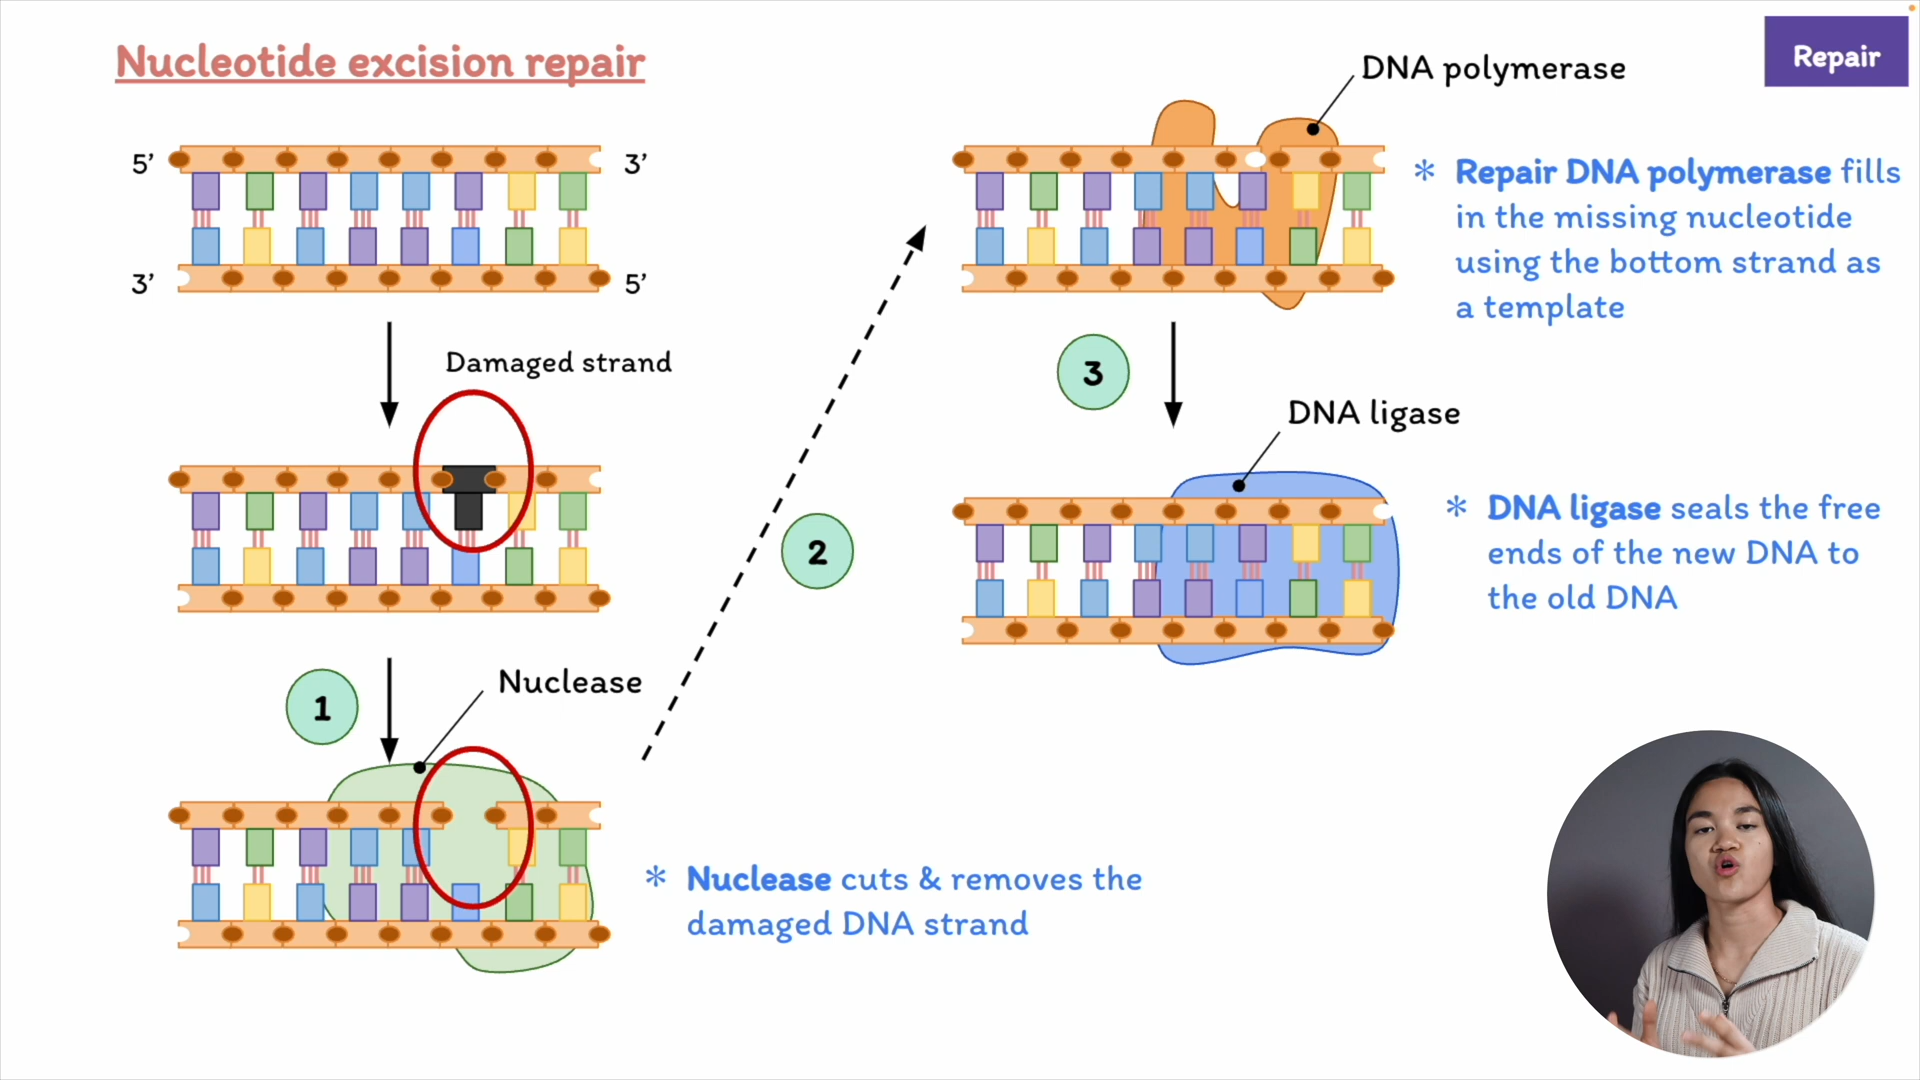 Nucleotide excision repair
Repair
5’
3’
3’
5’
Damaged strand
1
Nuclease
* Nuclease cuts & removes the
damaged DNA strand
2
DNA polymerase
* Repair DNA polymerase fills
in the missing nucleotide
using the bottom strand as
a template
3
DNA ligase
* DNA ligase seals the free
ends of the new DNA to
the old DNA